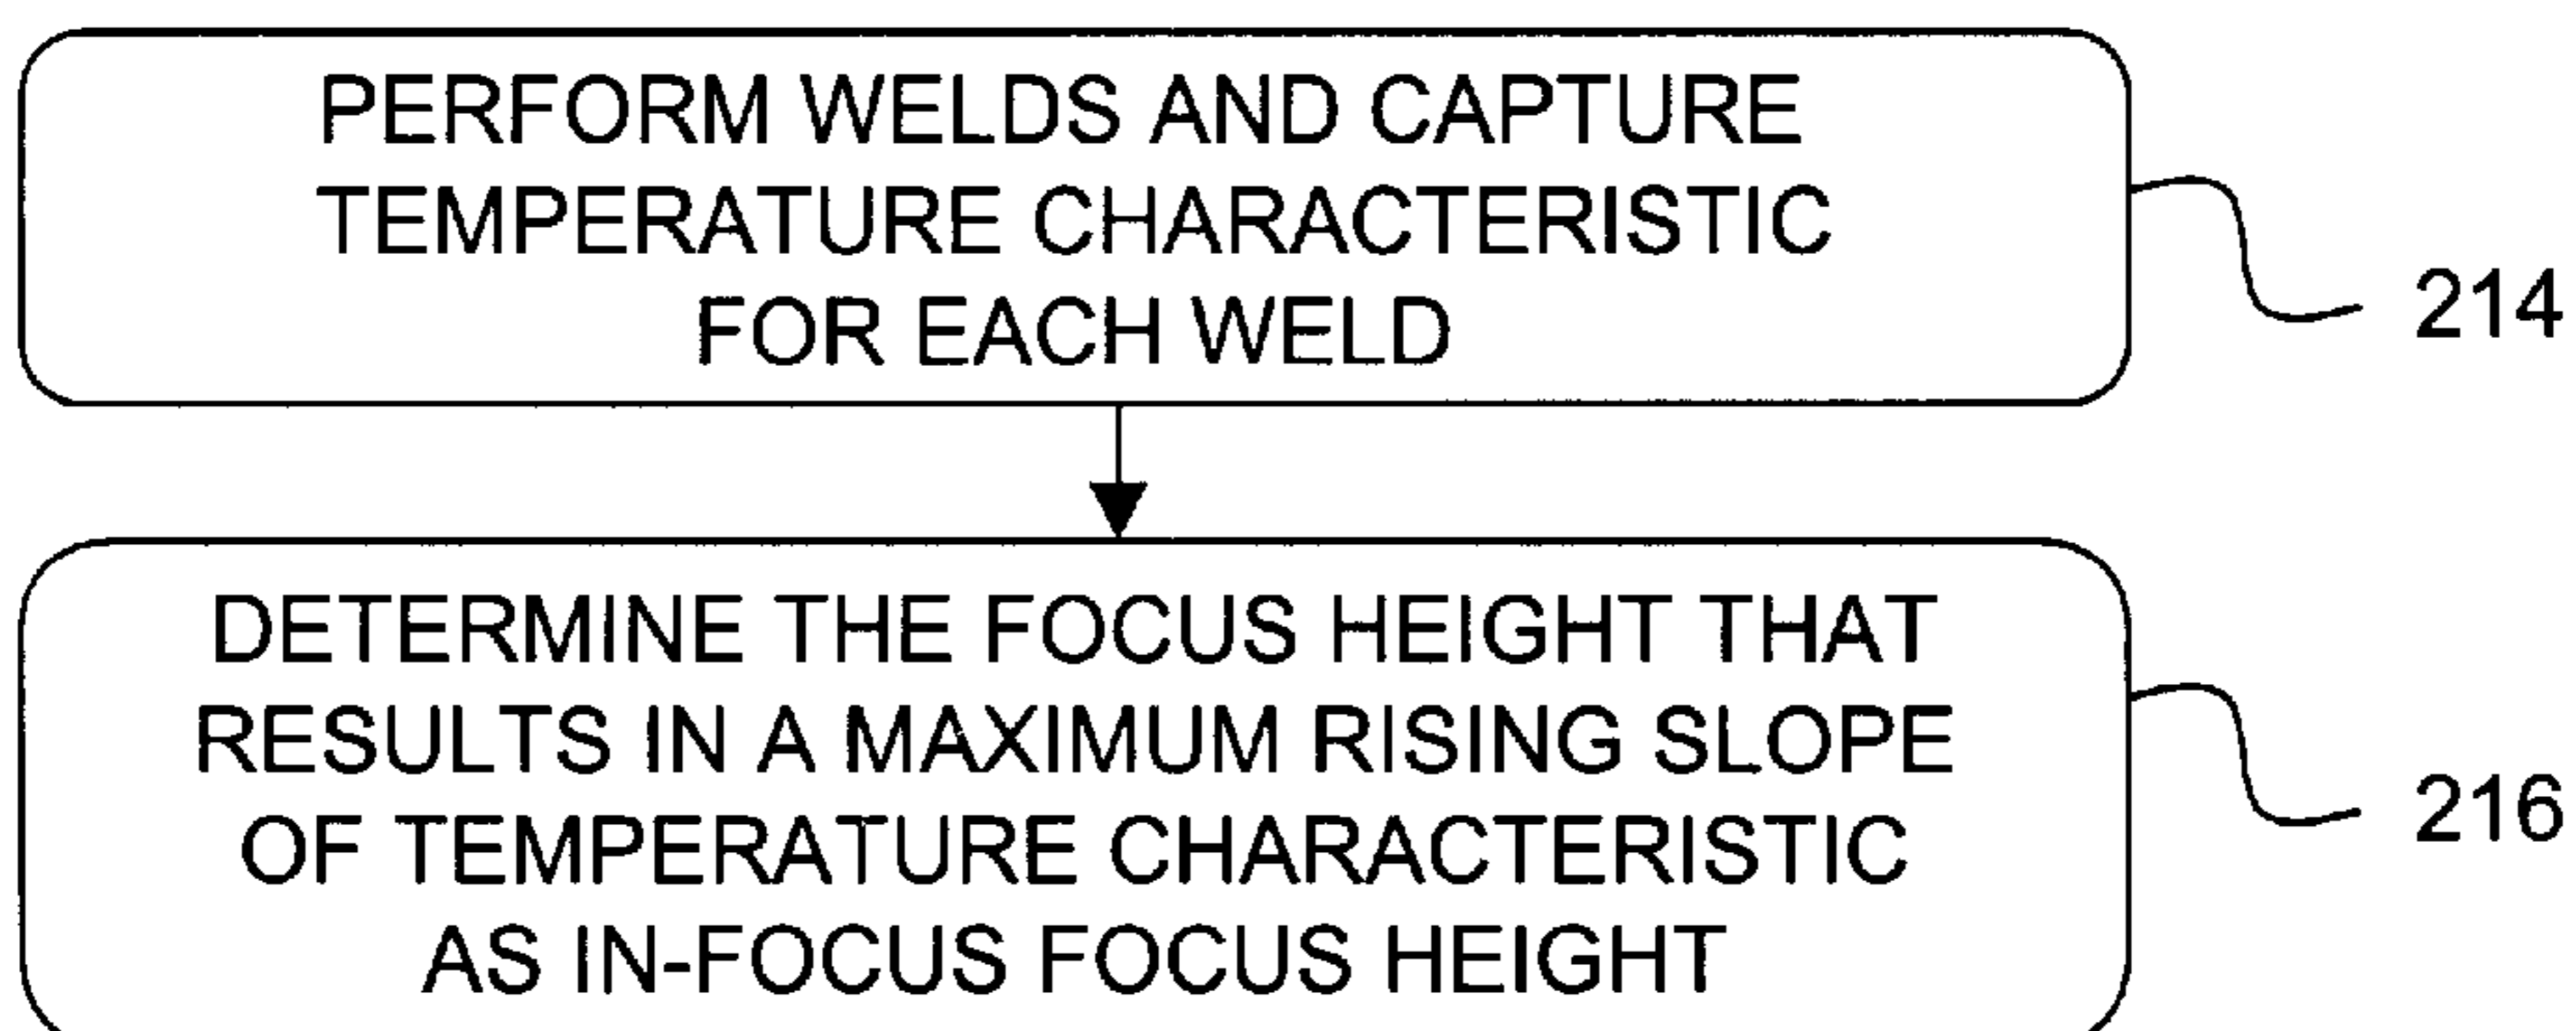 PERFORM WELDS AND CAPTURE
TEMPERATURE CHARACTERISTIC
FOR EACH WELD
214
DETERMINE THE FOCUS HEIGHT THAT
RESULTS IN A MAXIMUM RISING SLOPE
OF TEMPERATURE CHARACTERISTIC
AS IN-FOCUS FOCUS HEIGHT
216